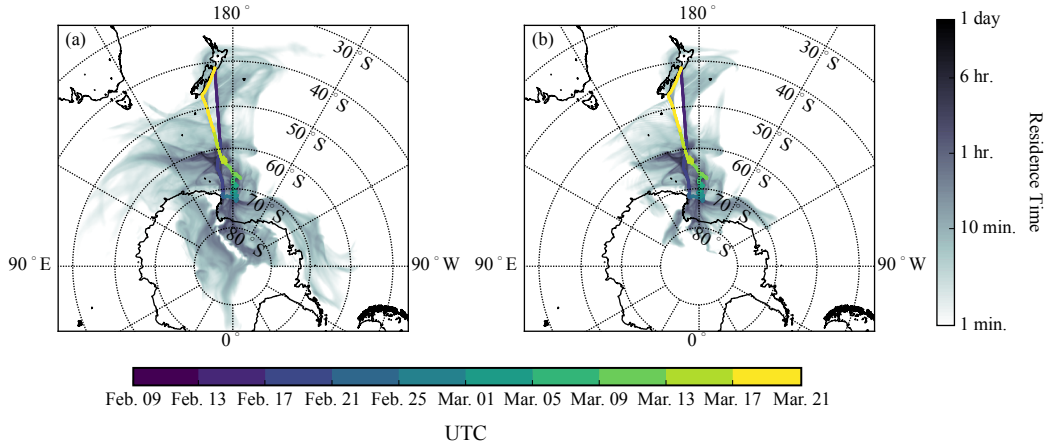 180°
180°
(a)
(b)
30°S
40°S
50°S
60°S
70°S
80°S
30°S
40°S
50°S
60°S
70°S
80°S
90°E
90°W
90°E
90°W
0°
0°
1 day
6 hr.
1 hr.
10 min.
1 min.
Residence Time
Feb. 09 Feb. 13 Feb. 17 Feb. 21 Feb. 25 Mar. 01 Mar. 05 Mar. 09 Mar. 13 Mar. 17 Mar. 21
UTC